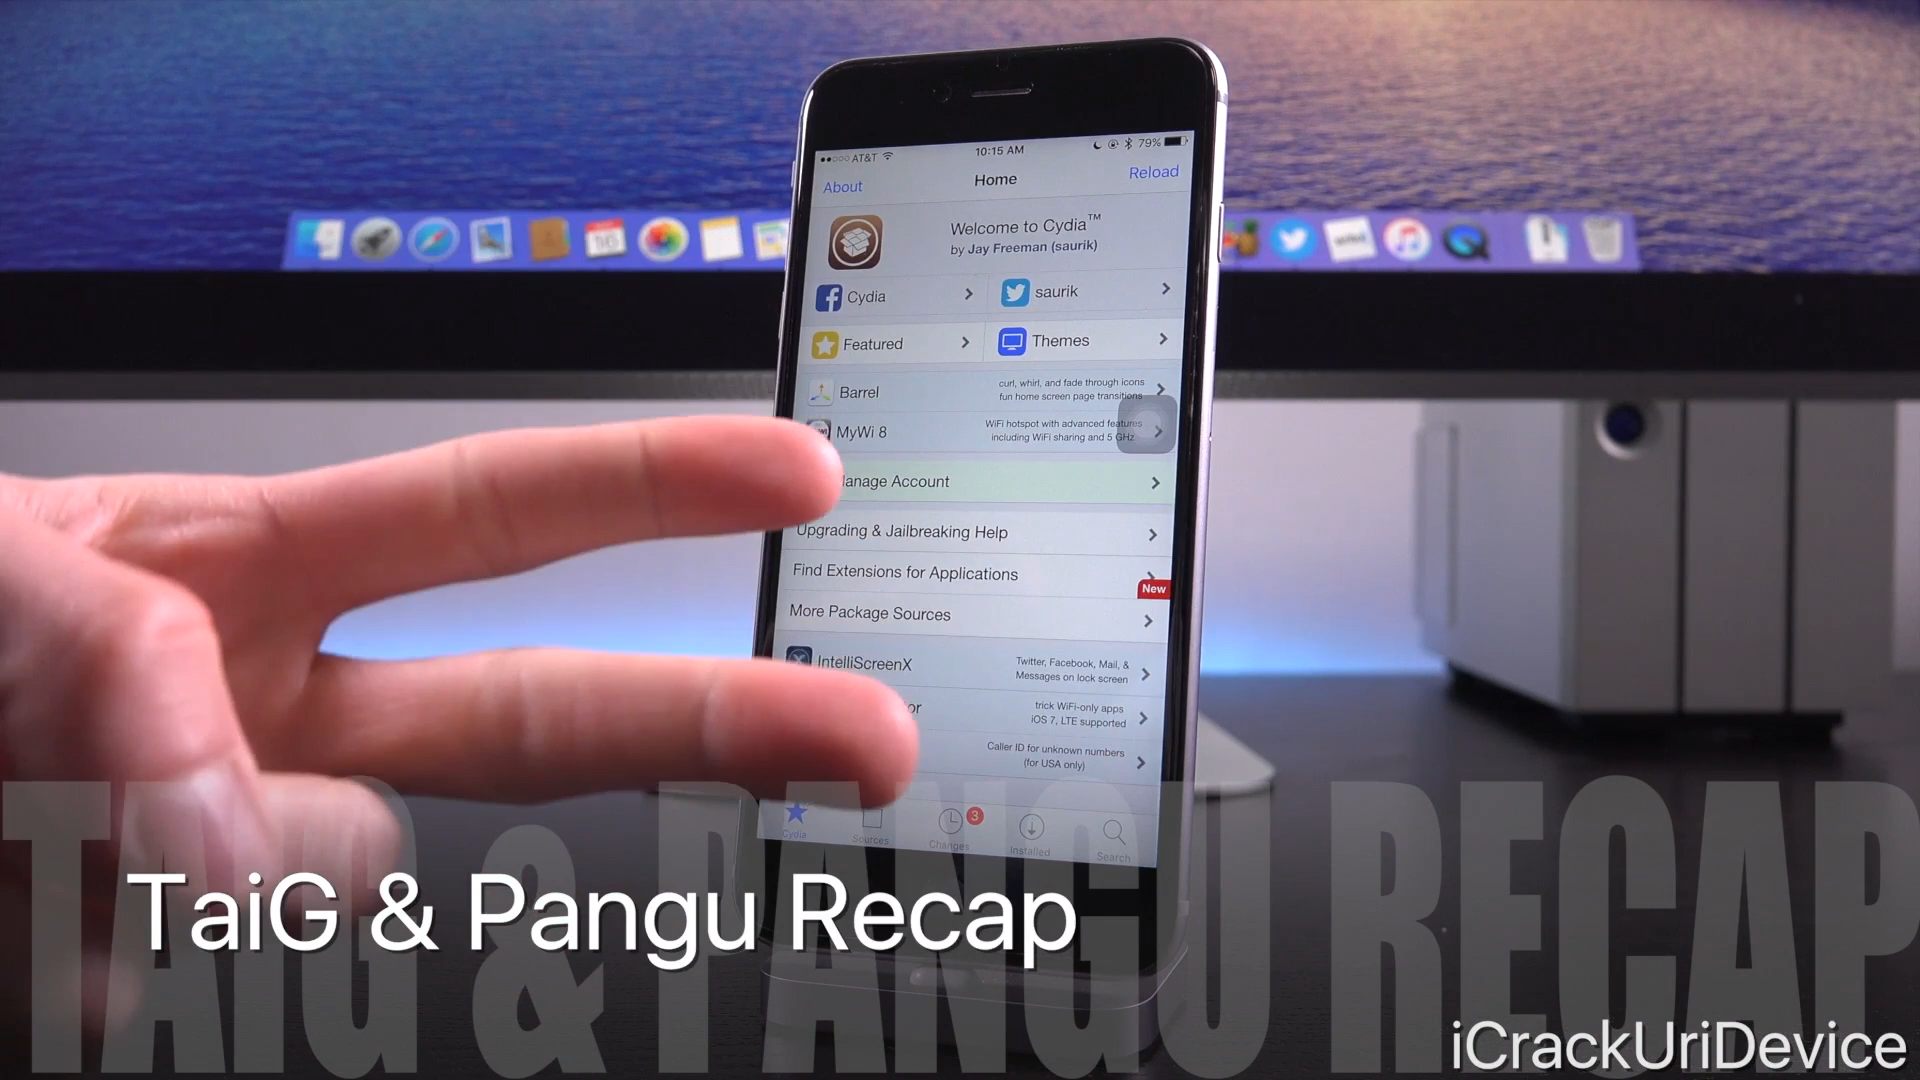 AT&T 10:15 AM 79%
About Home Reload
Welcome to Cydia™
by Jay Freeman (saurik)
Cydia saurik
Featured Themes
Barrel curl, whirl, and fade through icons
fun home screen page transitions
MyWi 8 WiFi hotspot with advanced features
including WiFi sharing and 5 GHz
anage Account
Upgrading & Jailbreaking Help
Find Extensions for Applications
New
More Package Sources
IntelliScreenX Twitter, Facebook, Mail, &
Messages on lock screen
or trick WiFi-only apps
iOS 7, LTE supported
Caller ID for unknown numbers
(for USA only)
3
Cydia Sources Changes Installed Search
TAIG & PANGU RECAP
TaiG & Pangu Recap
iCrackUriDevice